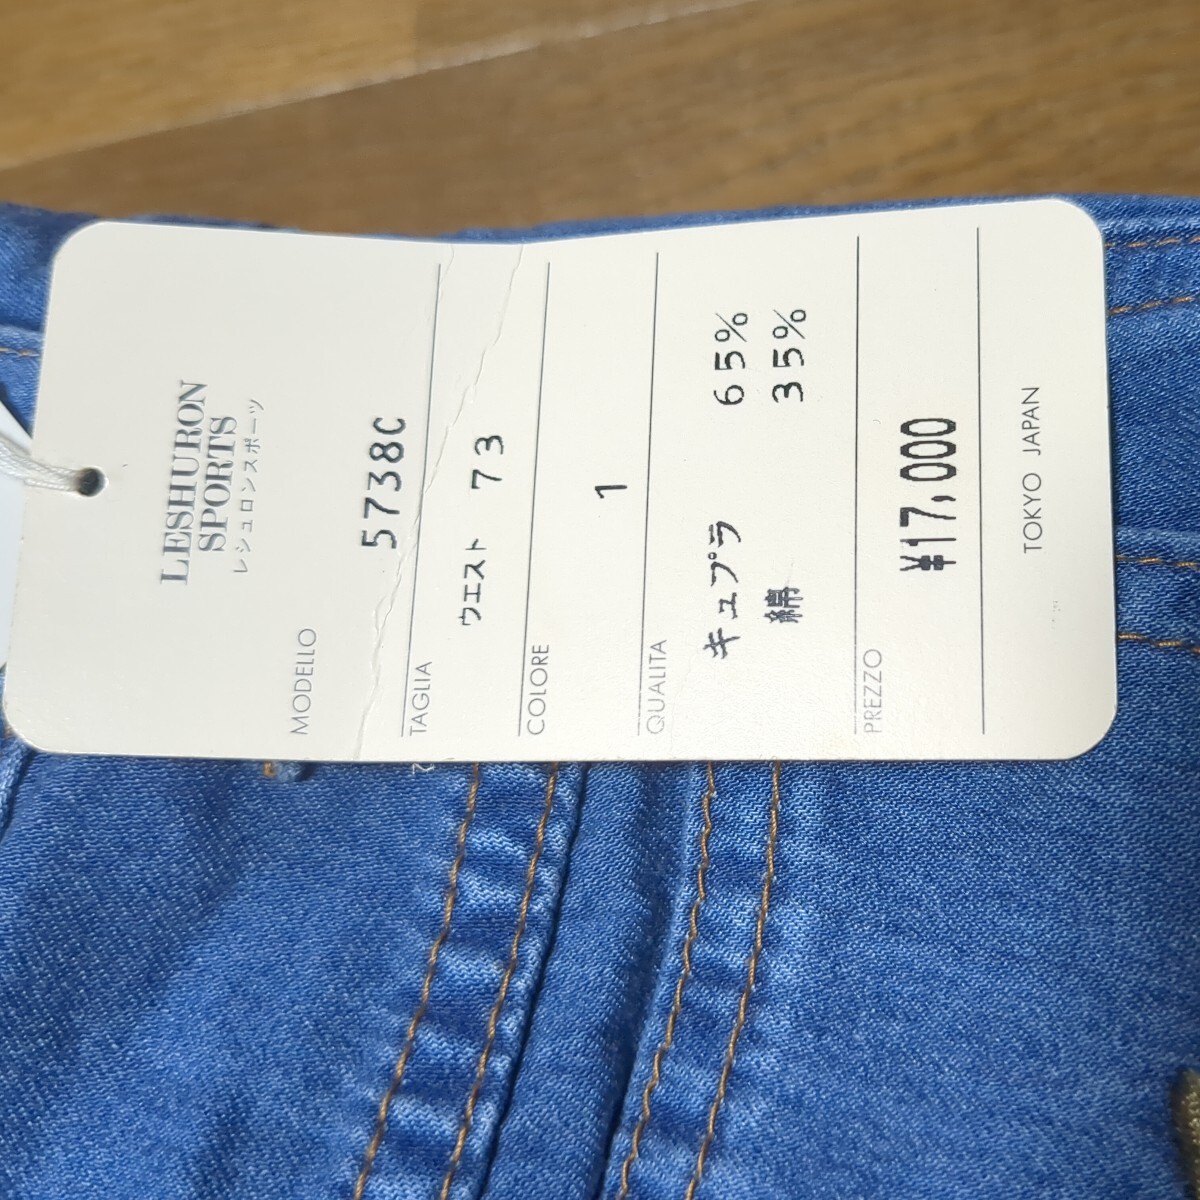 LESHURON
SPORTS
レシュロンスポーツ
MODELLO
5738C
TAGLIA
ウエスト 73
COLORE
1
QUALITA
キュプラ 65%
綿 35%
PREZZO
¥17,000
TOKYO JAPAN